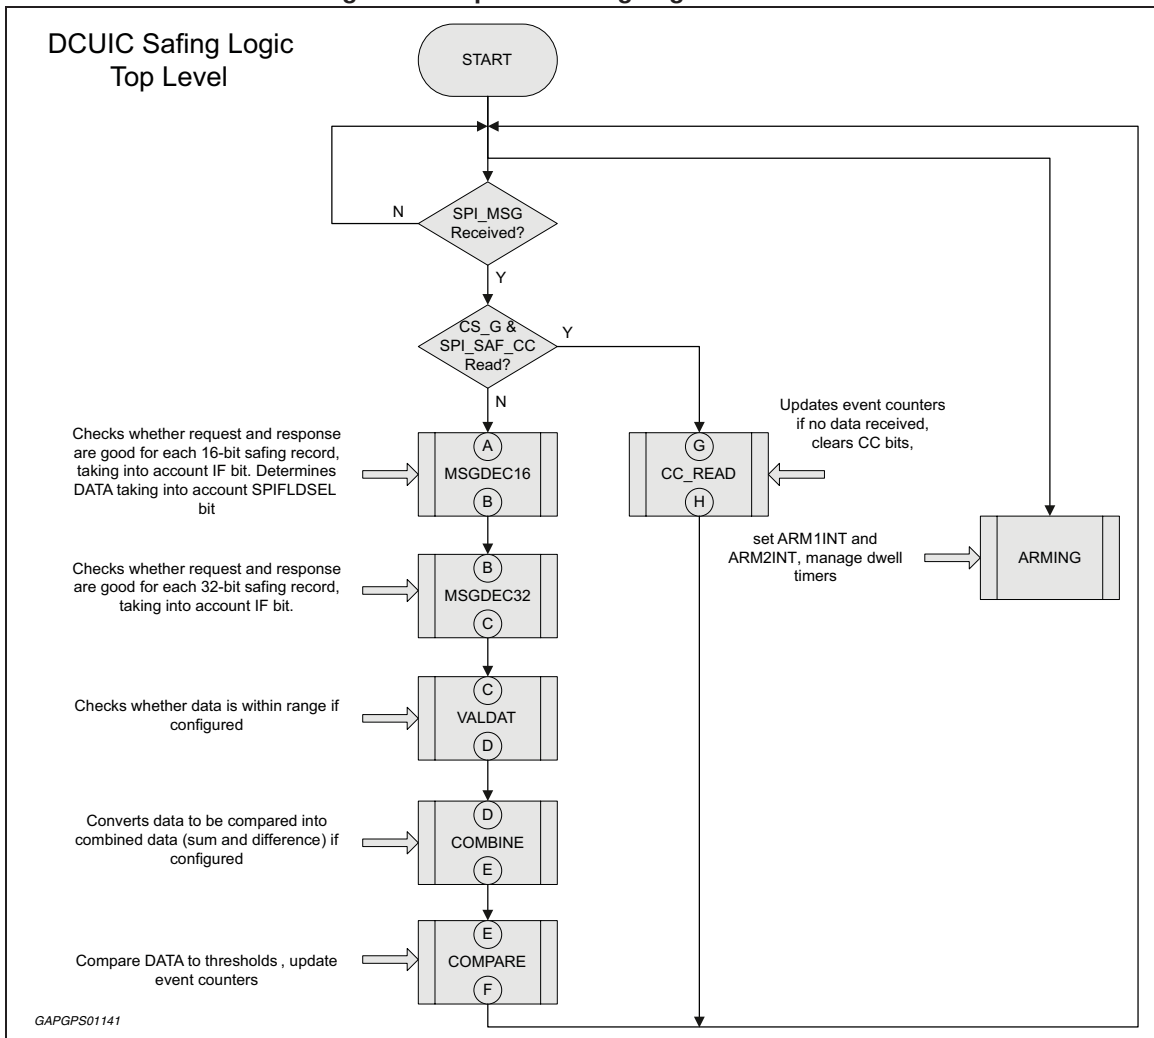 DCUIC Safing Logic
Top Level
START
N
SPI_MSG
Received?
Y
CS_G &
SPI_SAF_CC
Read?
Y
N
Checks whether request and response
are good for each 16-bit safing record,
taking into account IF bit. Determines
DATA taking into account SPIFLDSEL
bit
A
MSGDEC16
B
Updates event counters
if no data received,
clears CC bits,
G
CC_READ
H
set ARM1INT and
ARM2INT, manage dwell
timers
ARMING
Checks whether request and response
are good for each 32-bit safing record,
taking into account IF bit.
B
MSGDEC32
C
Checks whether data is within range if
configured
C
VALDAT
D
Converts data to be compared into
combined data (sum and difference) if
configured
D
COMBINE
E
Compare DATA to thresholds , update
event counters
E
COMPARE
F
GAPGPS01141